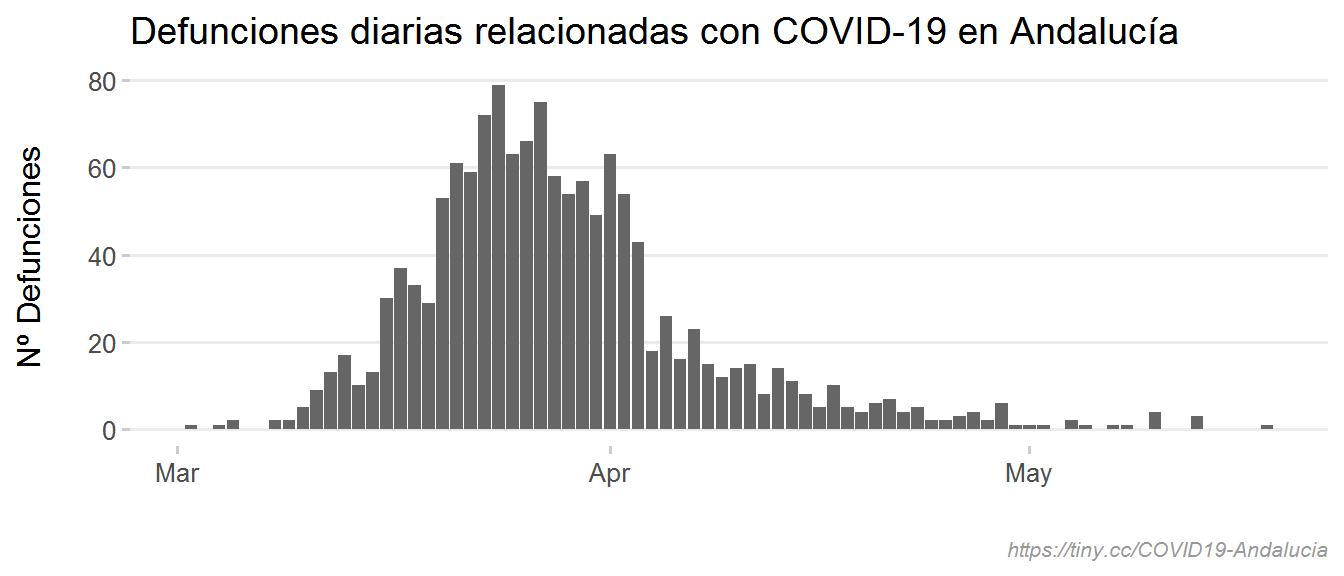 Defunciones diarias relacionadas con COVID-19 en Andalucía
80
60
40
20
0
Nº Defunciones
Mar Apr May
https://tiny.cc/COVID19-Andalucia